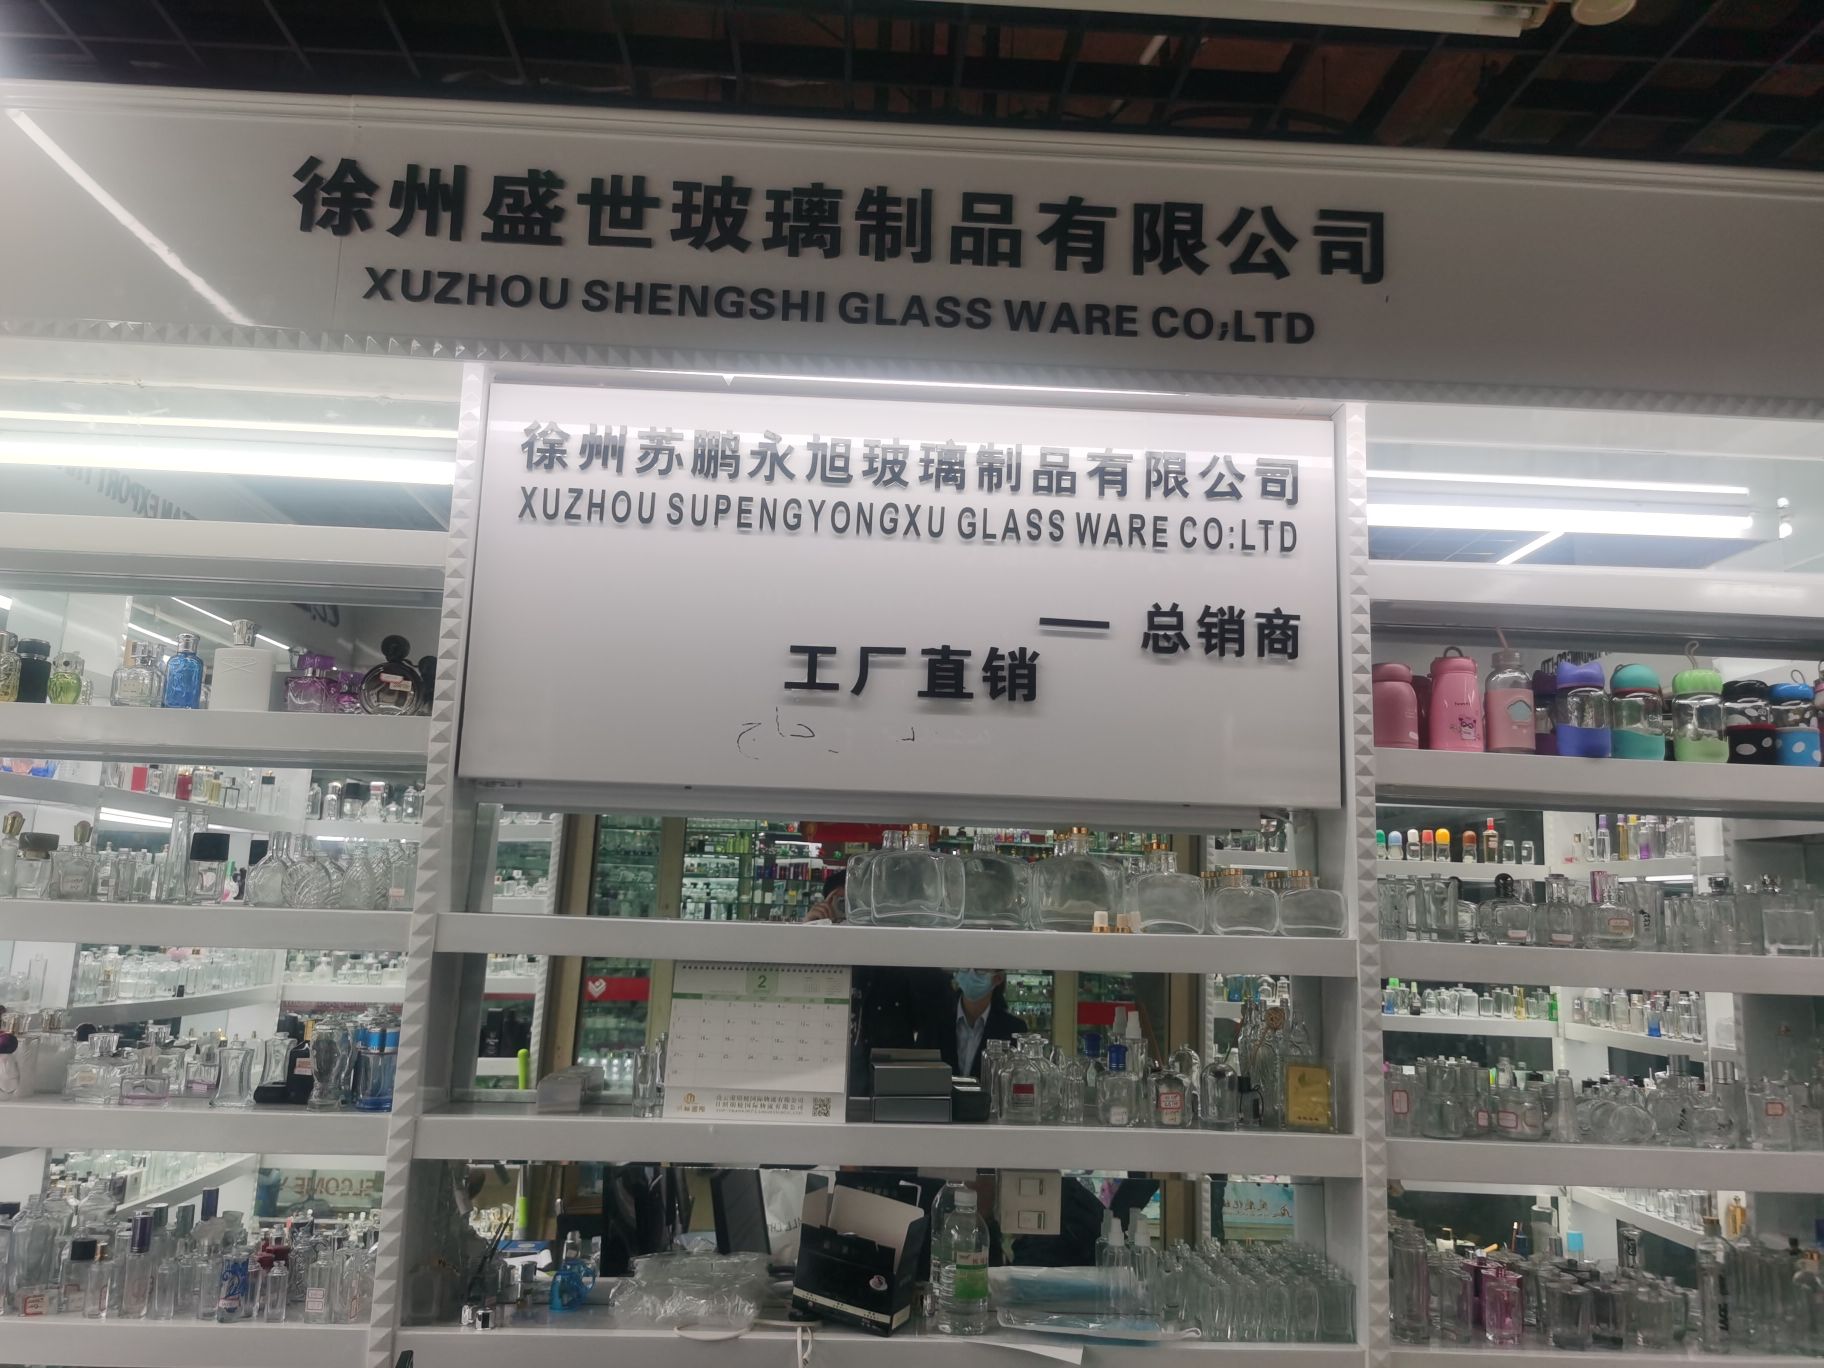 徐州盛世玻璃制品有限公司
XUZHOU SHENGSHI GLASS WARE CO;LTD
徐州苏鹏永旭玻璃制品有限公司
XUZHOU SUPENGYONGXU GLASS WARE CO:LTD
工厂直销 — 总销商
حاج
2